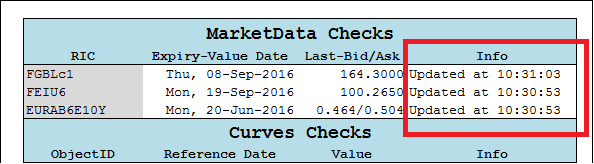 MarketData Checks
RIC Expiry-Value Date Last-Bid/Ask Info
FGBLc1 Thu, 08-Sep-2016 164.3000 Updated at 10:31:03
FEIU6 Mon, 19-Sep-2016 100.2650 Updated at 10:30:53
EURAB6E10Y Mon, 20-Jun-2016 0.464/0.504 Updated at 10:30:53
Curves Checks
ObjectID Reference Date Value Info